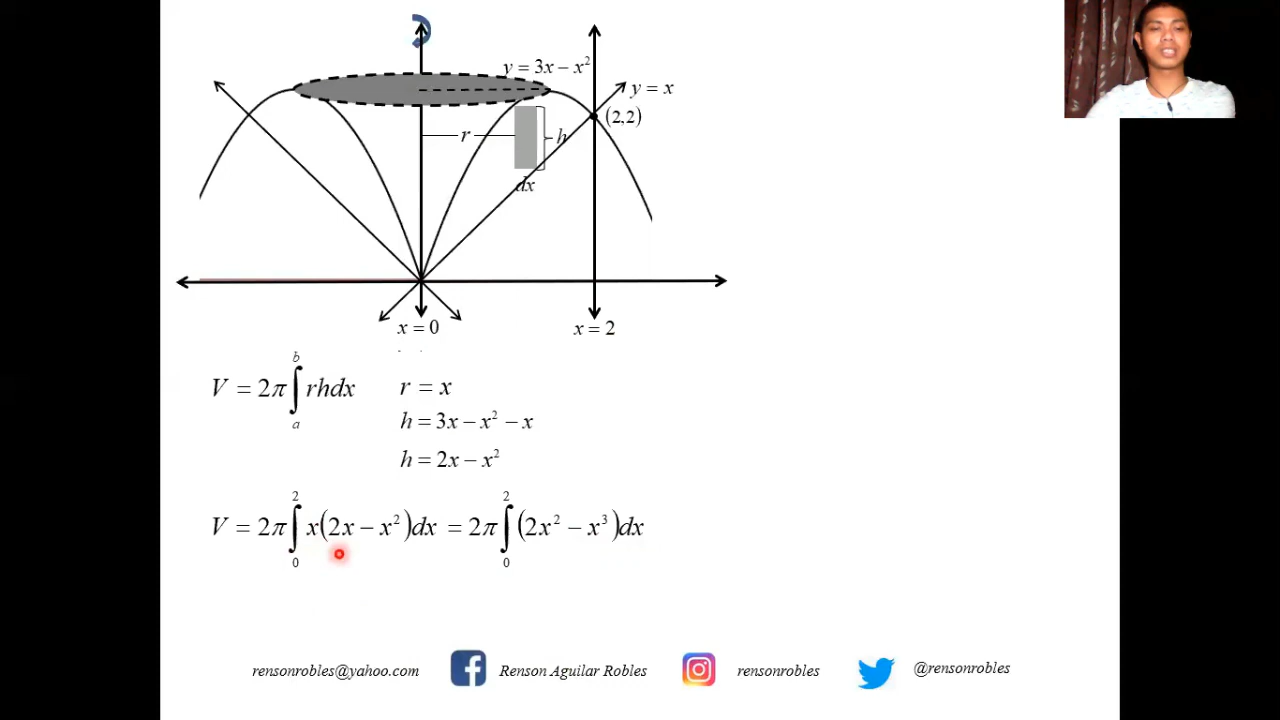 y = 3x − x²
y = x
(2,2)
r
h
dx
x = 0
x = 2
V = 2π ∫ₐᵇ rhdx
r = x
h = 3x − x² − x
h = 2x − x²
V = 2π ∫₀² x(2x − x²)dx = 2π ∫₀² (2x² − x³)dx
rensonrobles@yahoo.com Renson Aguilar Robles rensonrobles @rensonrobles